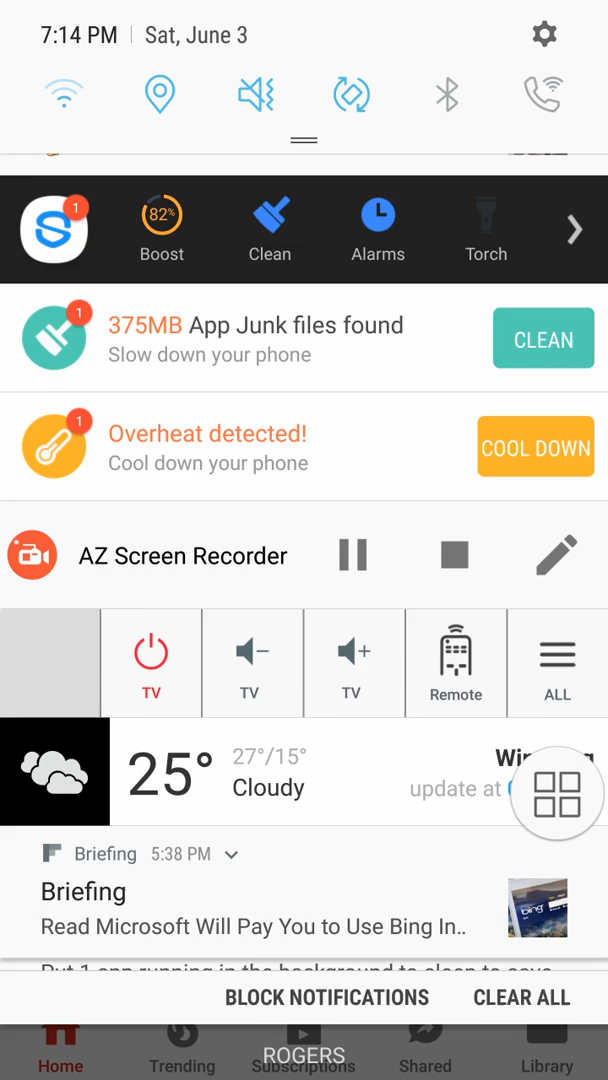 7:14 PM Sat, June 3
1
82%
Boost
Clean
Alarms
Torch
1
375MB App Junk files found
Slow down your phone
CLEAN
1
Overheat detected!
Cool down your phone
COOL DOWN
AZ Screen Recorder
TV
TV
TV
Remote
ALL
25°
27°/15°
Cloudy
update at
Briefing 5:38 PM
Briefing
Read Microsoft Will Pay You to Use Bing In..
bing
BLOCK NOTIFICATIONS
CLEAR ALL
Home
Trending
Subscriptions
Shared
Library
ROGERS